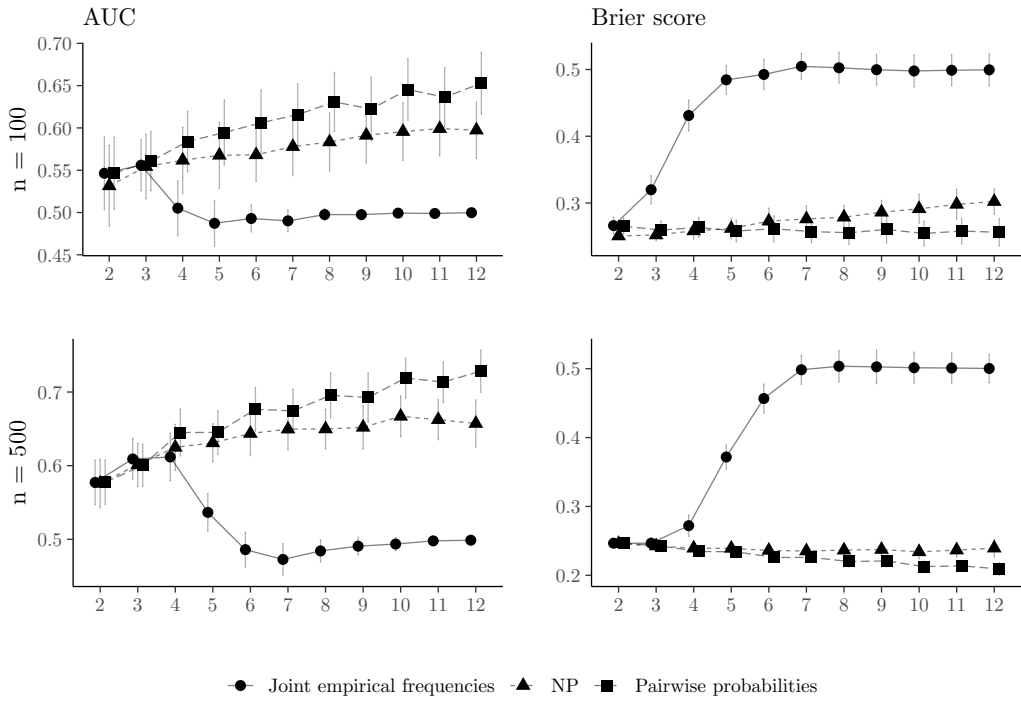 AUC
Brier score
n = 100
0.70
0.65
0.60
0.55
0.50
0.45
2 3 4 5 6 7 8 9 10 11 12
0.5
0.4
0.3
2 3 4 5 6 7 8 9 10 11 12
n = 500
0.7
0.6
0.5
2 3 4 5 6 7 8 9 10 11 12
0.5
0.4
0.3
0.2
2 3 4 5 6 7 8 9 10 11 12
Joint empirical frequencies NP Pairwise probabilities